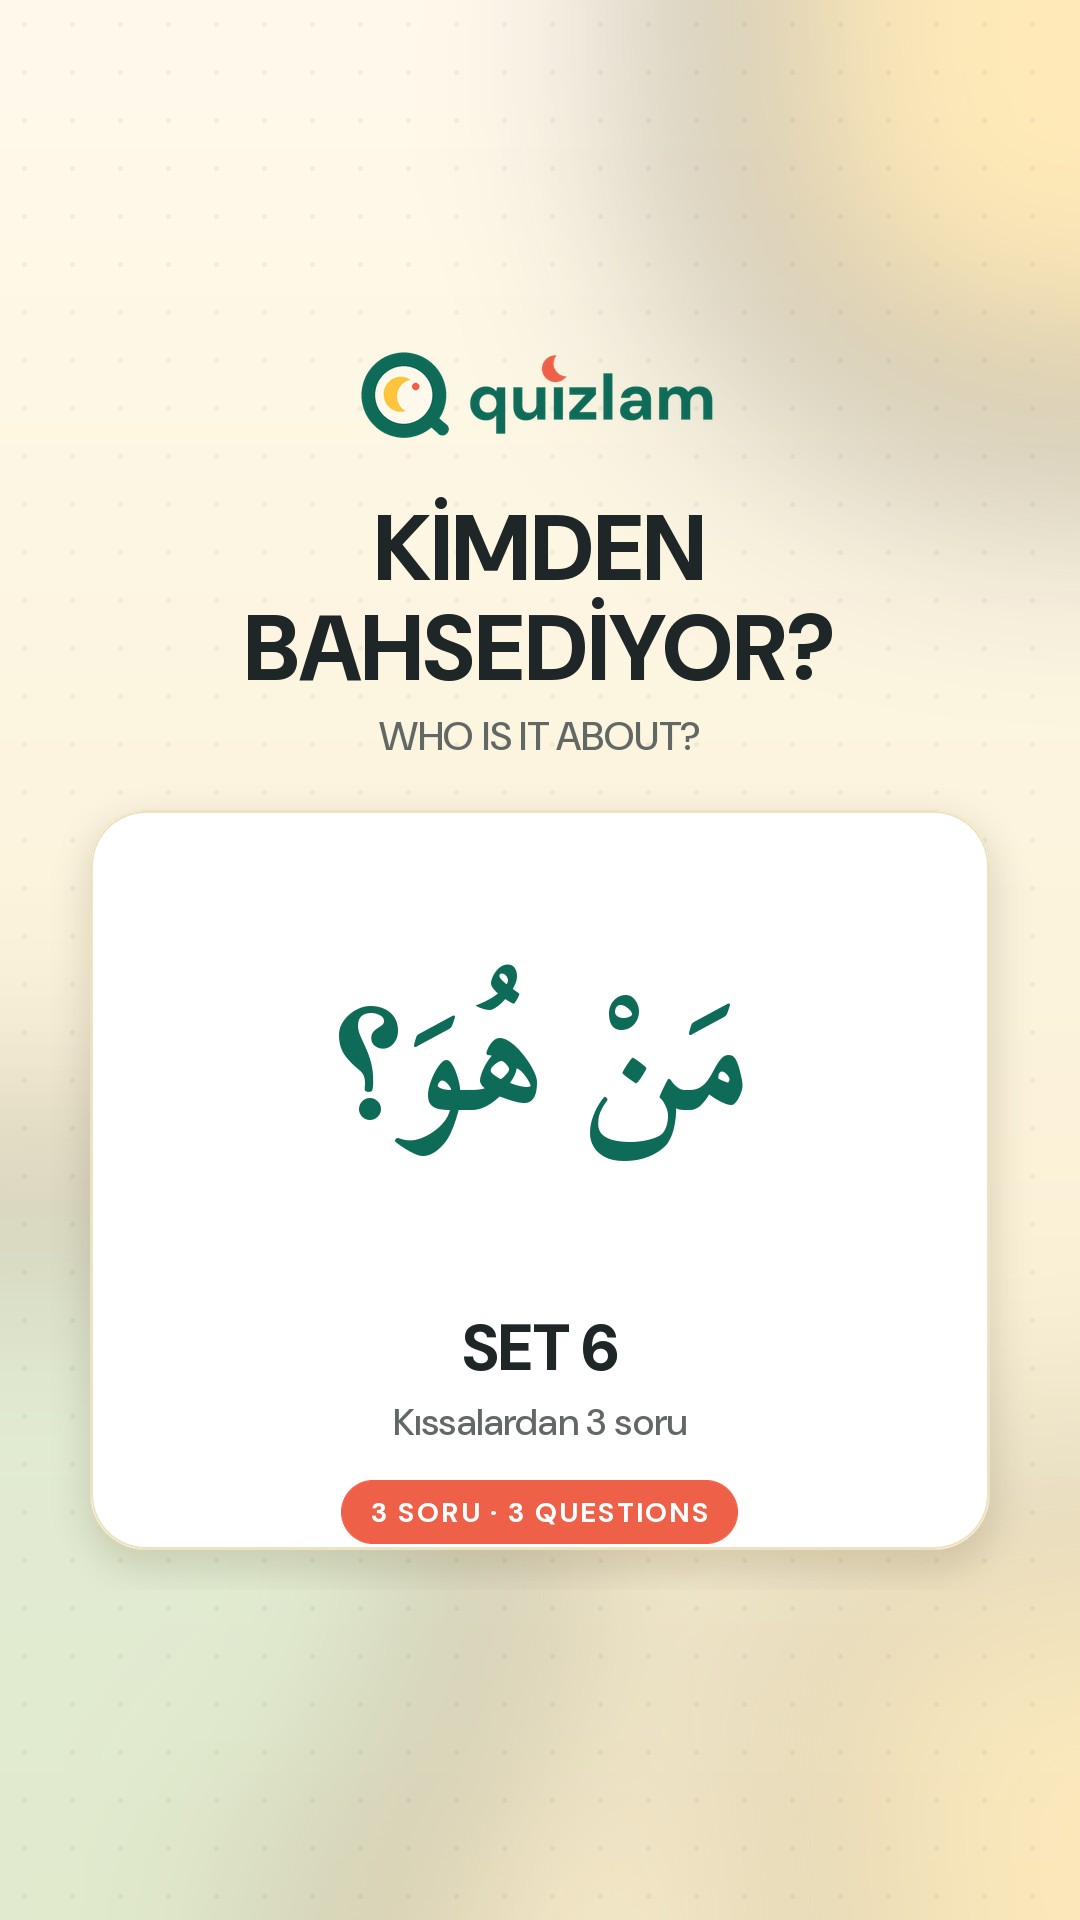 quizlam
KİMDEN
BAHSEDİYOR?
WHO IS IT ABOUT?
مَنْ هُوَ؟
SET 6
Kıssalardan 3 soru
3 SORU · 3 QUESTIONS